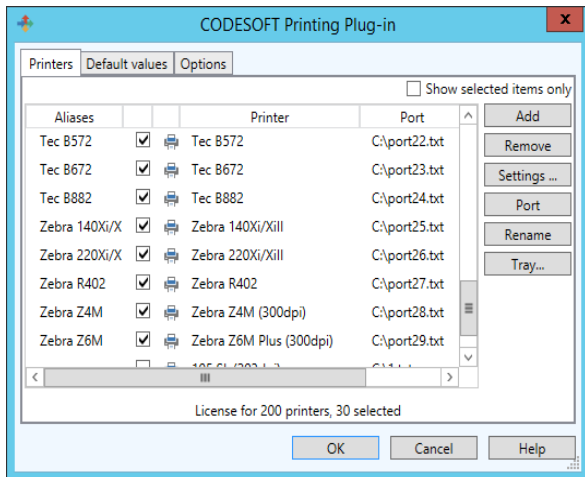 CODESOFT Printing Plug-in
x
Printers Default values Options
Show selected items only
Aliases Printer Port
Tec B572 Tec B572 C:\port22.txt
Tec B672 Tec B672 C:\port23.txt
Tec B882 Tec B882 C:\port24.txt
Zebra 140Xi/X Zebra 140Xi/XiII C:\port25.txt
Zebra 220Xi/X Zebra 220Xi/XiII C:\port26.txt
Zebra R402 Zebra R402 C:\port27.txt
Zebra Z4M Zebra Z4M (300dpi) C:\port28.txt
Zebra Z6M Zebra Z6M Plus (300dpi) C:\port29.txt
Add
Remove
Settings ...
Port
Rename
Tray...
License for 200 printers, 30 selected
OK Cancel Help